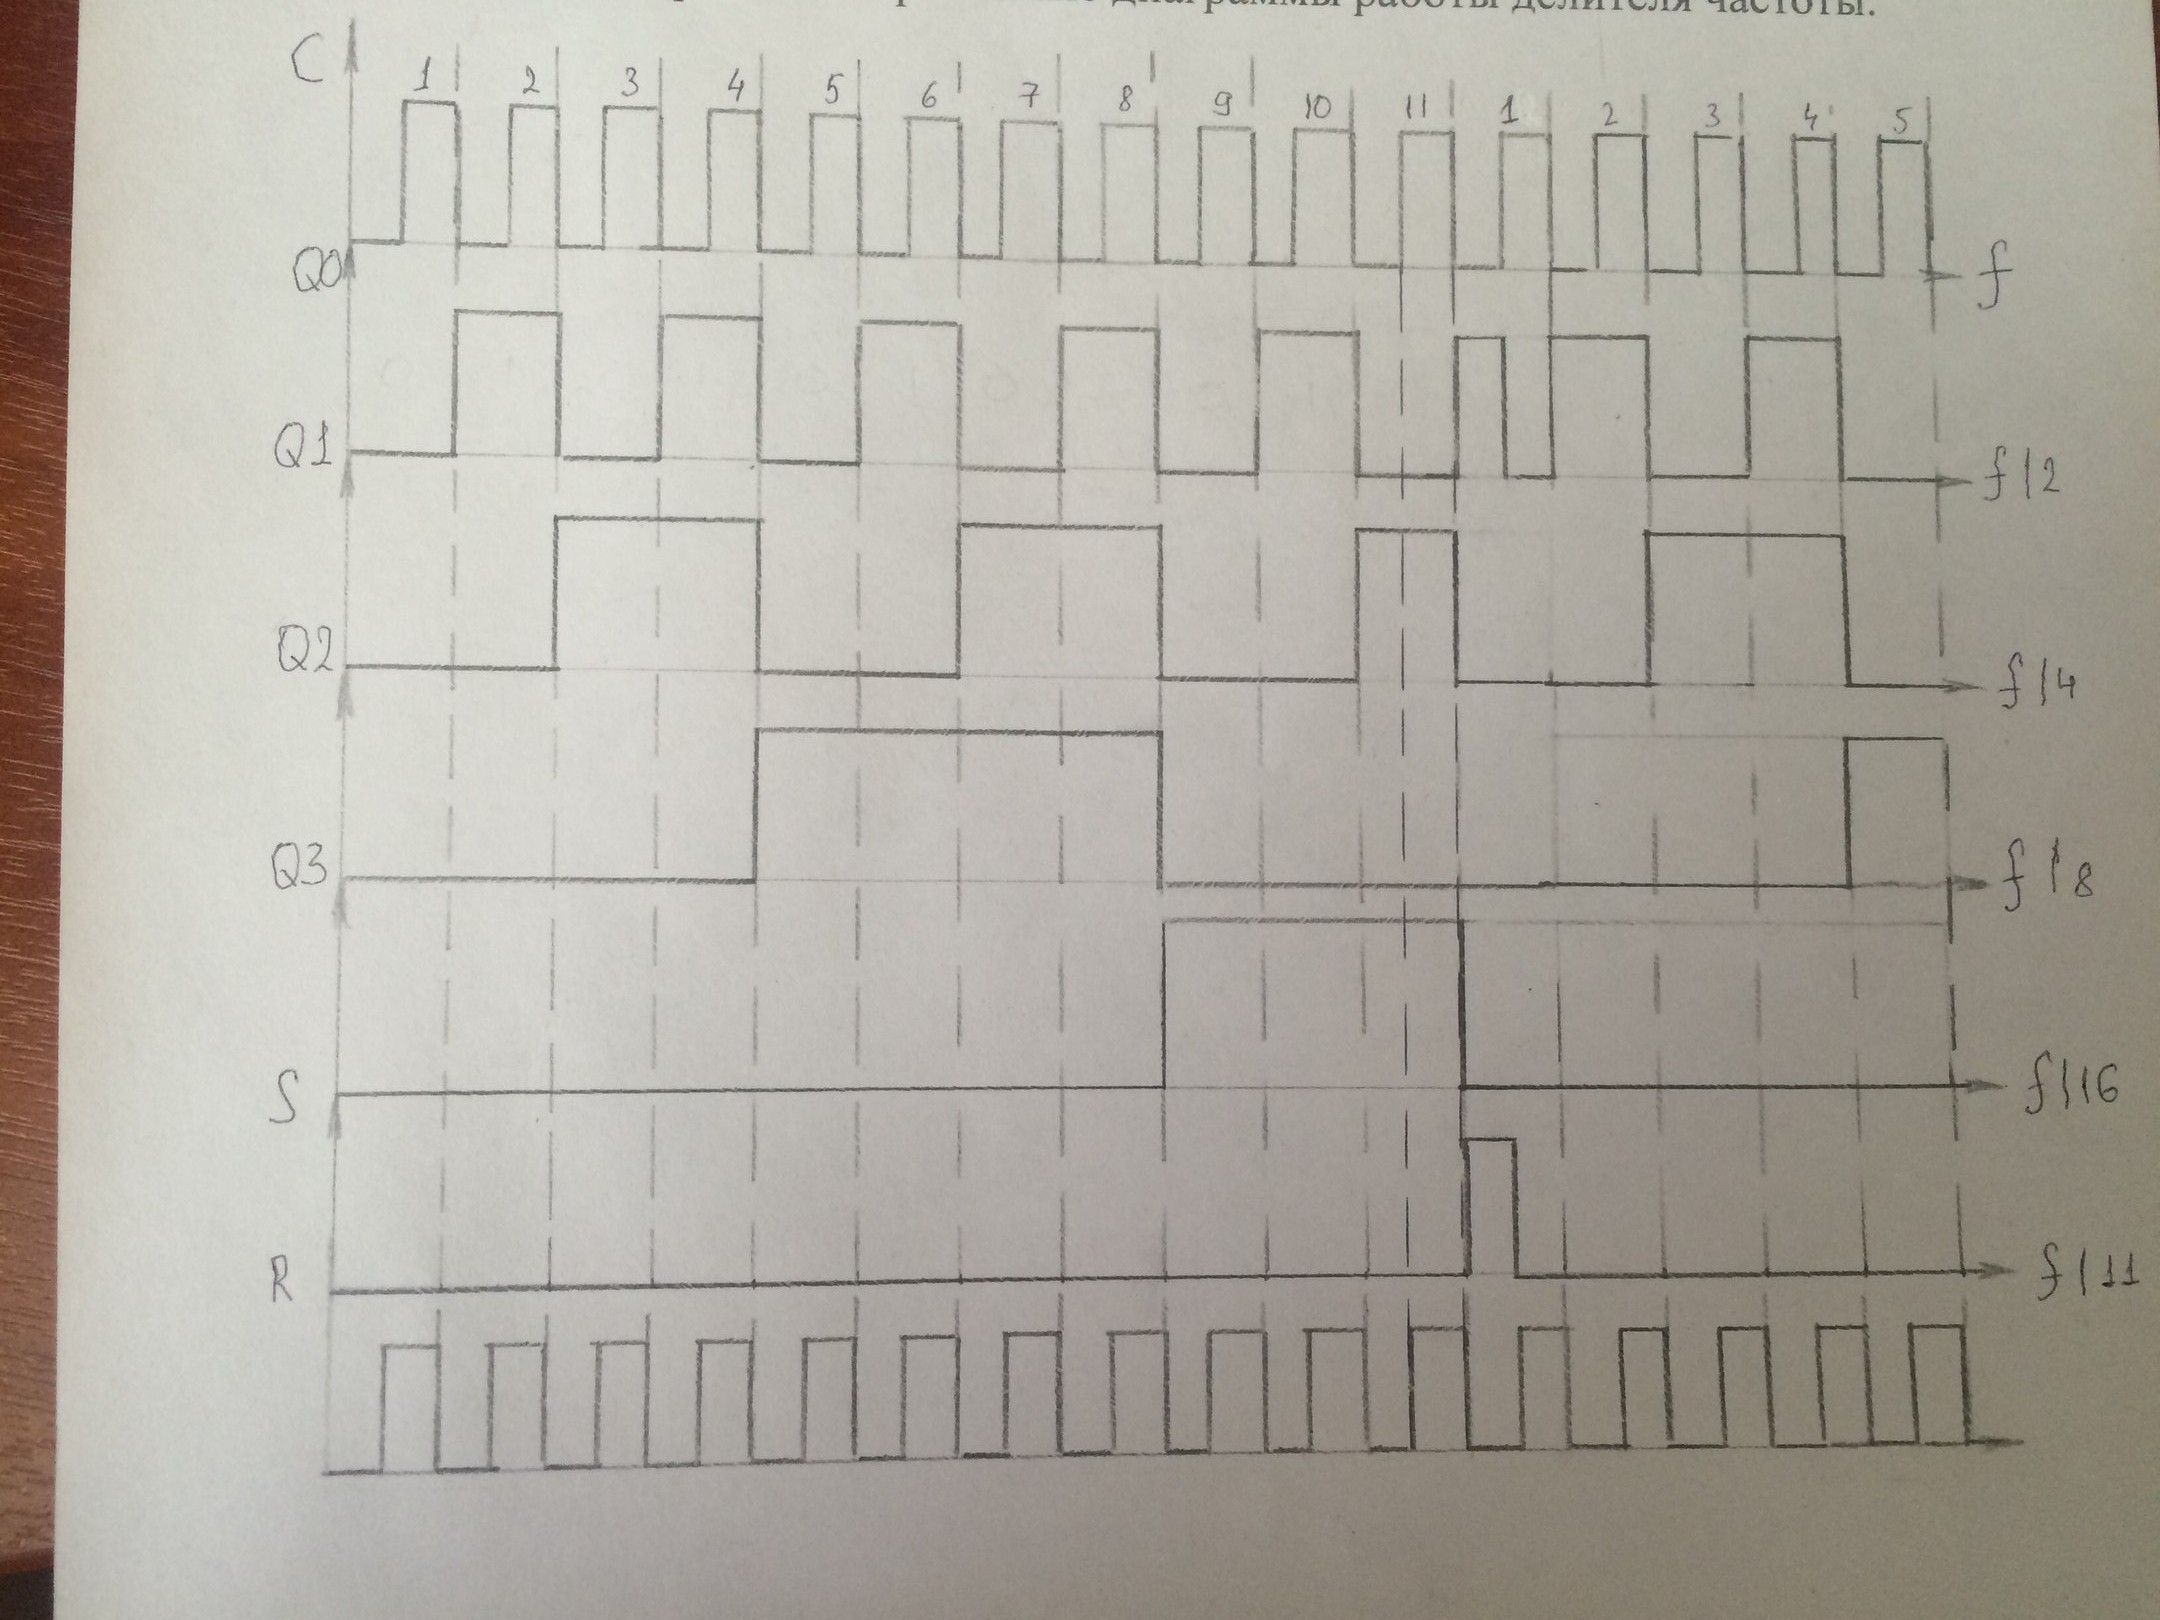 диаграммы работы делителя частоты.
C 1 2 3 4 5 6 7 8 9 10 11 1 2 3 4 5
Q0 f
Q1 f/2
Q2 f/4
Q3 f/8
S f/16
R f/11